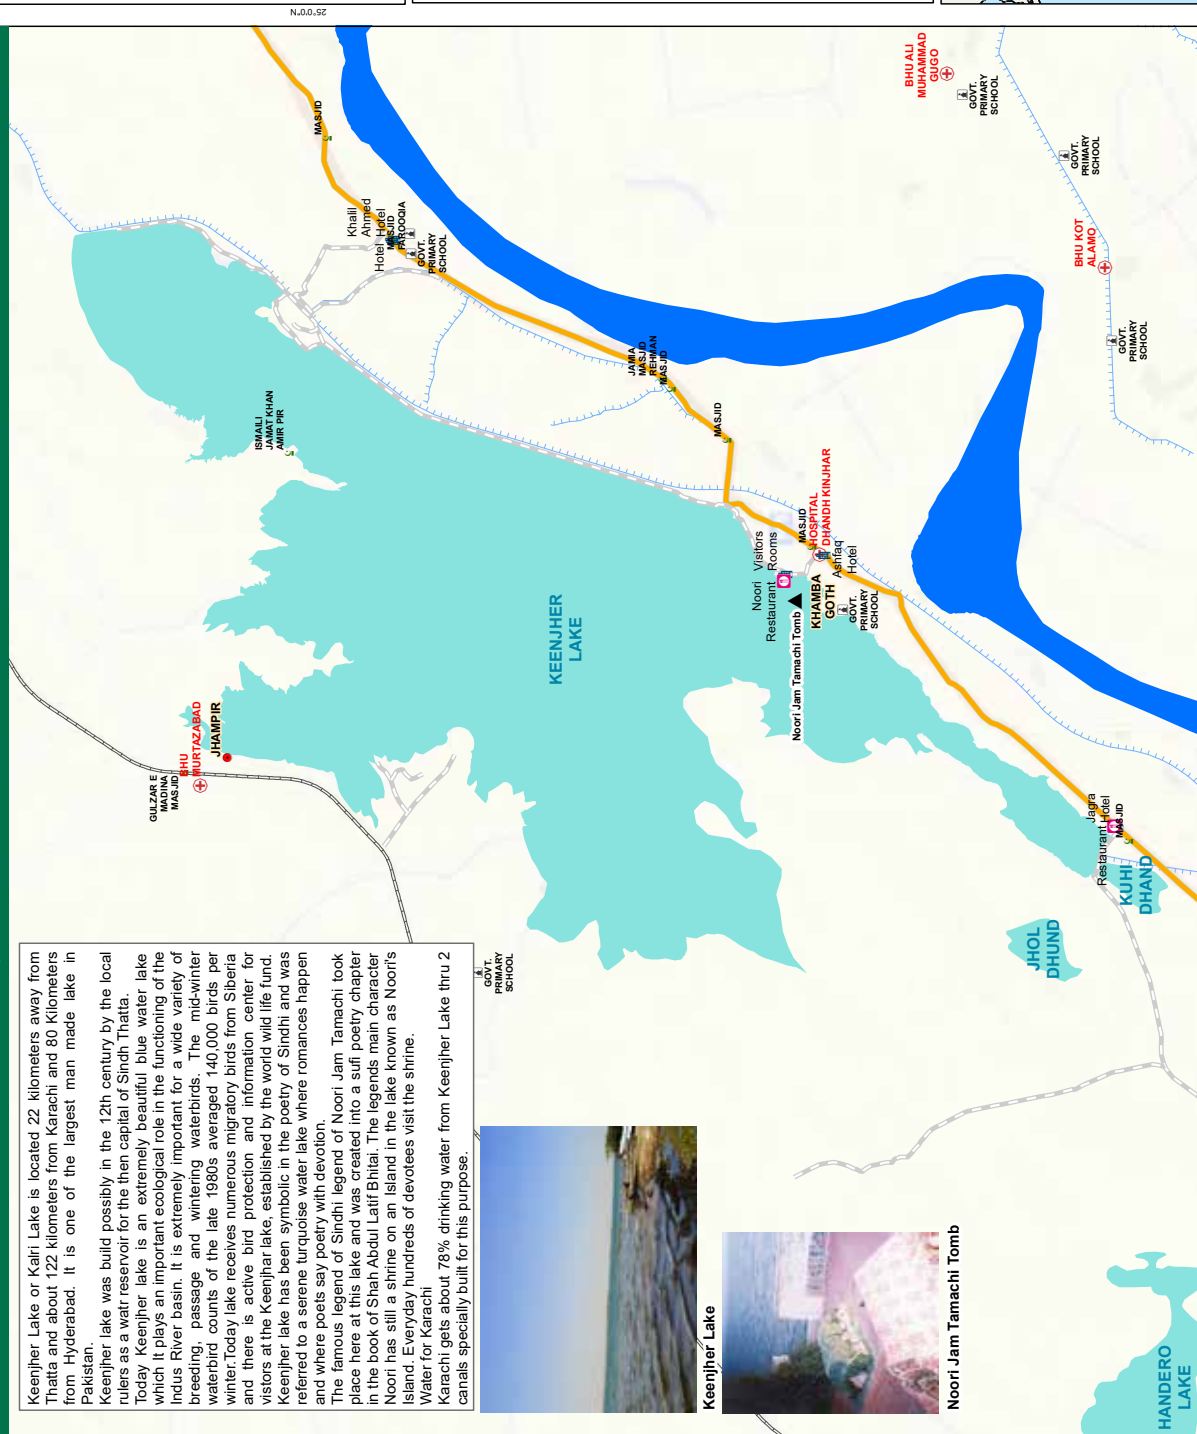 25°0'0"N
Keenjher Lake or Kalri Lake is located 22 kilometers away from
Thatta and about 122 kilometers from Karachi and 80 Kilometers
from Hyderabad. It is one of the largest man made lake in
Pakistan.
Keenjher lake was build possibly in the 12th century by the local
rulers as a watr reservoir for the then capital of Sindh Thatta.
Today Keenjher lake is an extremely beautiful blue water lake
which It plays an important ecological role in the functioning of the
Indus River basin. It is extremely important for a wide variety of
breeding, passage and wintering waterbirds. The mid-winter
waterbird counts of the late 1980s averaged 140,000 birds per
winter.Today lake receives numerous migratory birds from Siberia
and there is active bird protection and information center for
vistors at the Keenjhar lake, established by the world wild life fund.
Keenjher lake has been symbolic in the poetry of Sindhi and was
referred to a serene turquoise water lake where romances happen
and where poets say poetry with devotion.
The famous legend of Sindhi legend of Noori Jam Tamachi took
place here at this lake and was created into a sufi poetry chapter
in the book of Shah Abdul Latif Bhitai. The legends main character
Noori has still a shrine on an Island in the lake known as Noori's
Island. Everyday hundreds of devotees visit the shrine.
Water for Karachi
Karachi gets about 78% drinking water from Keenjher Lake thru 2
canals specially built for this purpose.
Keenjher Lake
Noori Jam Tamachi Tomb
GULZAR E
MADINA
MASJID
BHU
MURTAZABAD
JHAMPIR
ISMAILI
JAMAT KHAN
AMIR PIR
MASJID
Khalil
Ahmed
Hotel
Hotel
MASJID
FAROOQIA
GOVT.
PRIMARY
SCHOOL
GOVT.
PRIMARY
SCHOOL
KEENJHER
LAKE
JAMIA
MASJID
REHMAN
MASJID
MASJID
Noori
Restaurant
Visitors
Rooms
Noori Jam Tamachi Tomb
MASJID
HOSPITAL
DHANDH KINJHAR
KHAMBA
GOTH
Ashfaq
Hotel
GOVT.
PRIMARY
SCHOOL
BHU ALI
MUHAMMAD
GUGO
GOVT.
PRIMARY
SCHOOL
GOVT.
PRIMARY
SCHOOL
BHU KOT
ALAMO
GOVT.
PRIMARY
SCHOOL
Jagra
Hotel
Restaurant
MASJID
KUHI
DHAND
JHOL
DHUND
HANDERO
LAKE